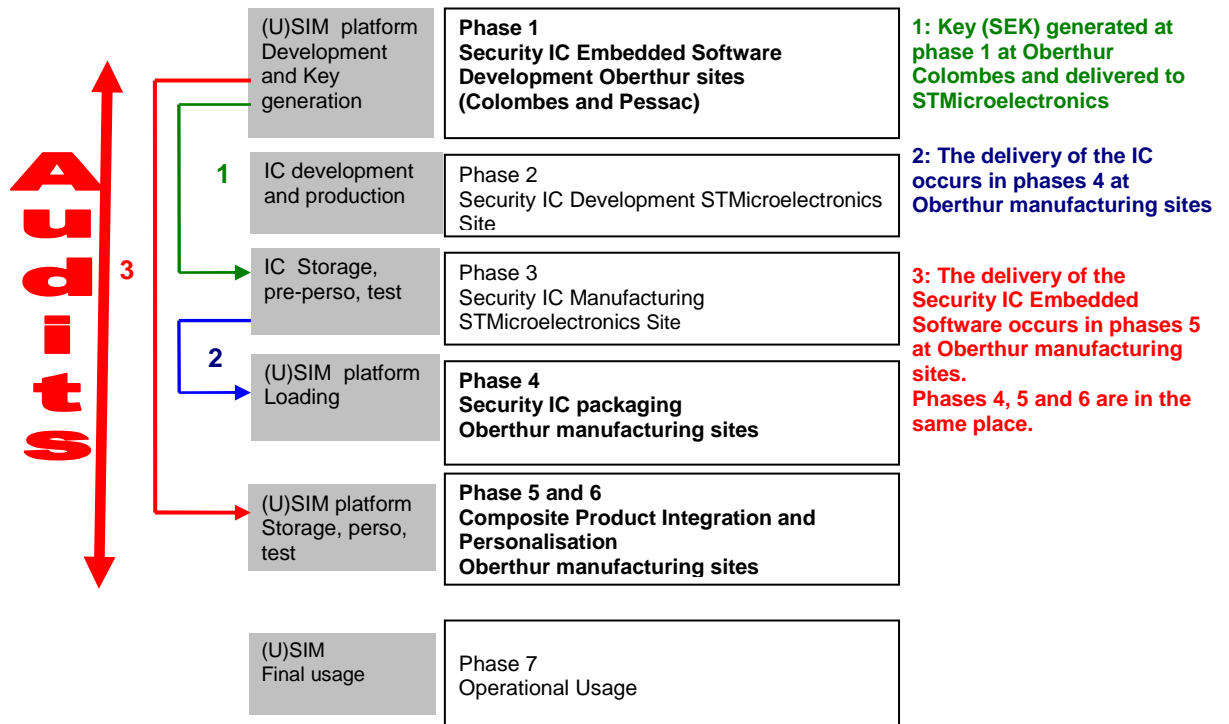 Audits
(U)SIM platform
Development
and Key
generation
Phase 1
Security IC Embedded Software
Development Oberthur sites
(Colombes and Pessac)
1: Key (SEK) generated at
phase 1 at Oberthur
Colombes and delivered to
STMicroelectronics
1
IC development
and production
Phase 2
Security IC Development STMicroelectronics
Site
2: The delivery of the IC
occurs in phases 4 at
Oberthur manufacturing sites
3
IC Storage,
pre-perso, test
Phase 3
Security IC Manufacturing
STMicroelectronics Site
3: The delivery of the
Security IC Embedded
Software occurs in phases 5
at Oberthur manufacturing
sites.
Phases 4, 5 and 6 are in the
same place.
2
(U)SIM platform
Loading
Phase 4
Security IC packaging
Oberthur manufacturing sites
(U)SIM platform
Storage, perso,
test
Phase 5 and 6
Composite Product Integration and
Personalisation
Oberthur manufacturing sites
(U)SIM
Final usage
Phase 7
Operational Usage